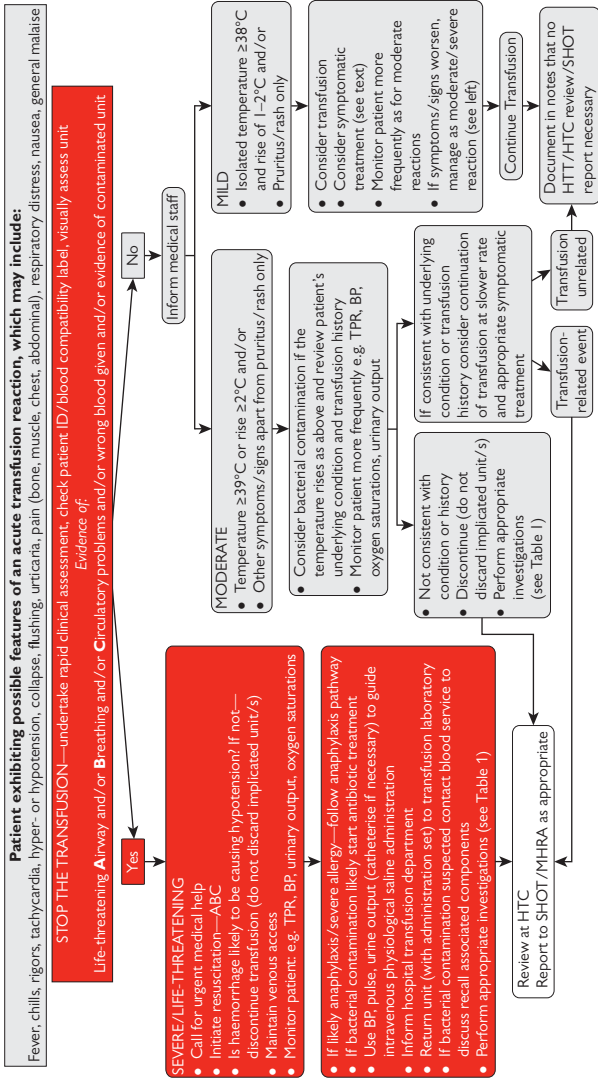 Patient exhibiting possible features of an acute transfusion reaction, which may include:
Fever, chills, rigors, tachycardia, hyper- or hypotension, collapse, flushing, urticaria, pain (bone, muscle, chest, abdominal), respiratory distress, nausea, general malaise
STOP THE TRANSFUSION—undertake rapid clinical assessment, check patient ID/blood compatibility label, visually assess unit
Evidence of:
Life-threatening Airway and/or Breathing and/or Circulatory problems and/or wrong blood given and/or evidence of contaminated unit
Yes
No
Inform medical staff
SEVERE/LIFE-THREATENING
• Call for urgent medical help
• Initiate resuscitation—ABC
• Is haemorrhage likely to be causing hypotension? If not—
discontinue transfusion (do not discard implicated unit/s)
• Maintain venous access
• Monitor patient: e.g. TPR, BP, urinary output, oxygen saturations
• If likely anaphylaxis/severe allergy—follow anaphylaxis pathway
• If bacterial contamination likely start antibiotic treatment
• Use BP, pulse, urine output (catheterise if necessary) to guide
intravenous physiological saline administration
• Inform hospital transfusion department
• Return unit (with administration set) to transfusion laboratory
• If bacterial contamination suspected contact blood service to
discuss recall associated components
• Perform appropriate investigations (see Table 1)
MODERATE
• Temperature ≥39°C or rise ≥2°C and/or
• Other symptoms/signs apart from pruritus/rash only
• Consider bacterial contamination if the
temperature rises as above and review patient's
underlying condition and transfusion history
• Monitor patient more frequently e.g. TPR, BP,
oxygen saturations, urinary output
• Not consistent with
condition or history
• Discontinue (do not
discard implicated unit/s)
• Perform appropriate
investigations
(see Table 1)
If consistent with underlying
condition or transfusion
history consider continuation
of transfusion at slower rate
and appropriate symptomatic
treatment
Transfusion-
related event
Transfusion
unrelated
MILD
• Isolated temperature ≥38°C
and rise of 1–2°C and/or
• Pruritus/rash only
• Consider transfusion
• Consider symptomatic
treatment (see text)
• Monitor patient more
frequently as for moderate
reactions
• If symptoms/signs worsen,
manage as moderate/severe
reaction (see left)
Continue Transfusion
Document in notes that no
HTT/HTC review/SHOT
report necessary
Review at HTC
Report to SHOT/MHRA as appropriate